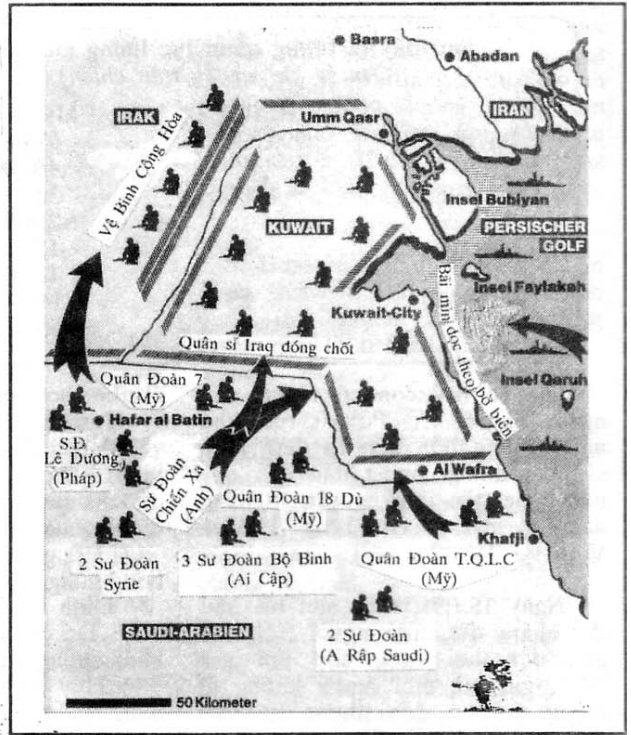 Basra
Abadan
IRAK
Umm Qasr
IRAN
Vệ Binh Cộng Hòa
Insel Bubiyan
KUWAIT
PERSISCHER
GOLF
Insel Faylakah
Kuwait-City
Bãi mìn dọc theo bờ biển
Quân sĩ Iraq đóng chốt
Insel Qaruh
Quân Đoàn 7
(Mỹ)
Hafar al Batin
S.Đ
Lê Dương
(Pháp)
Sư Đoàn
Chiến Xa
(Anh)
Quân Đoàn 18 Dù
(Mỹ)
Al Wafra
Khafji
2 Sư Đoàn
Syrie
3 Sư Đoàn Bộ Binh
(Ai Cập)
Quân Đoàn T.Q.L.C
(Mỹ)
SAUDI-ARABIEN
2 Sư Đoàn
(A Rập Saudi)
50 Kilometer